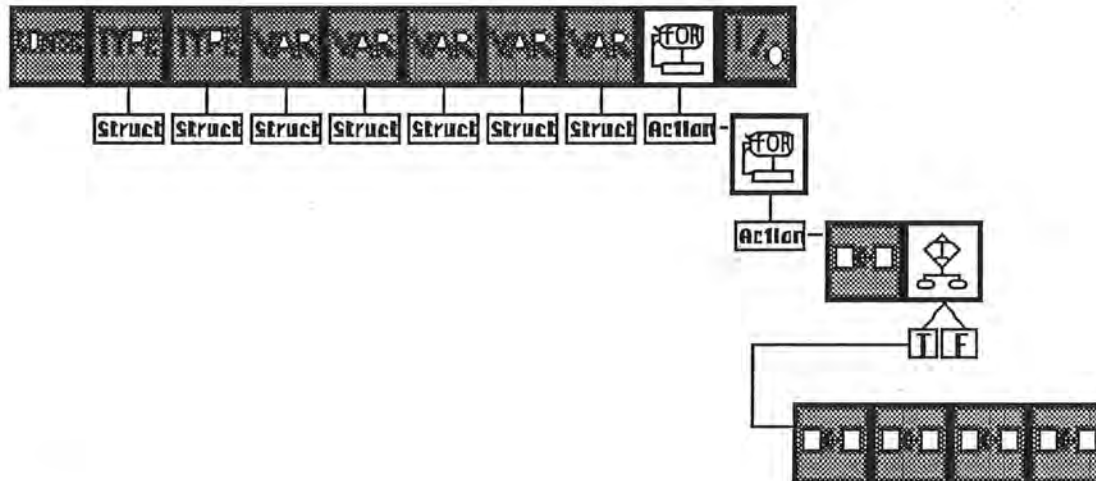 TYPE TYPE VAR VAR VAR VAR VAR FOR I/O
Struct Struct Struct Struct Struct Struct Struct Action
FOR
Action
I
T F